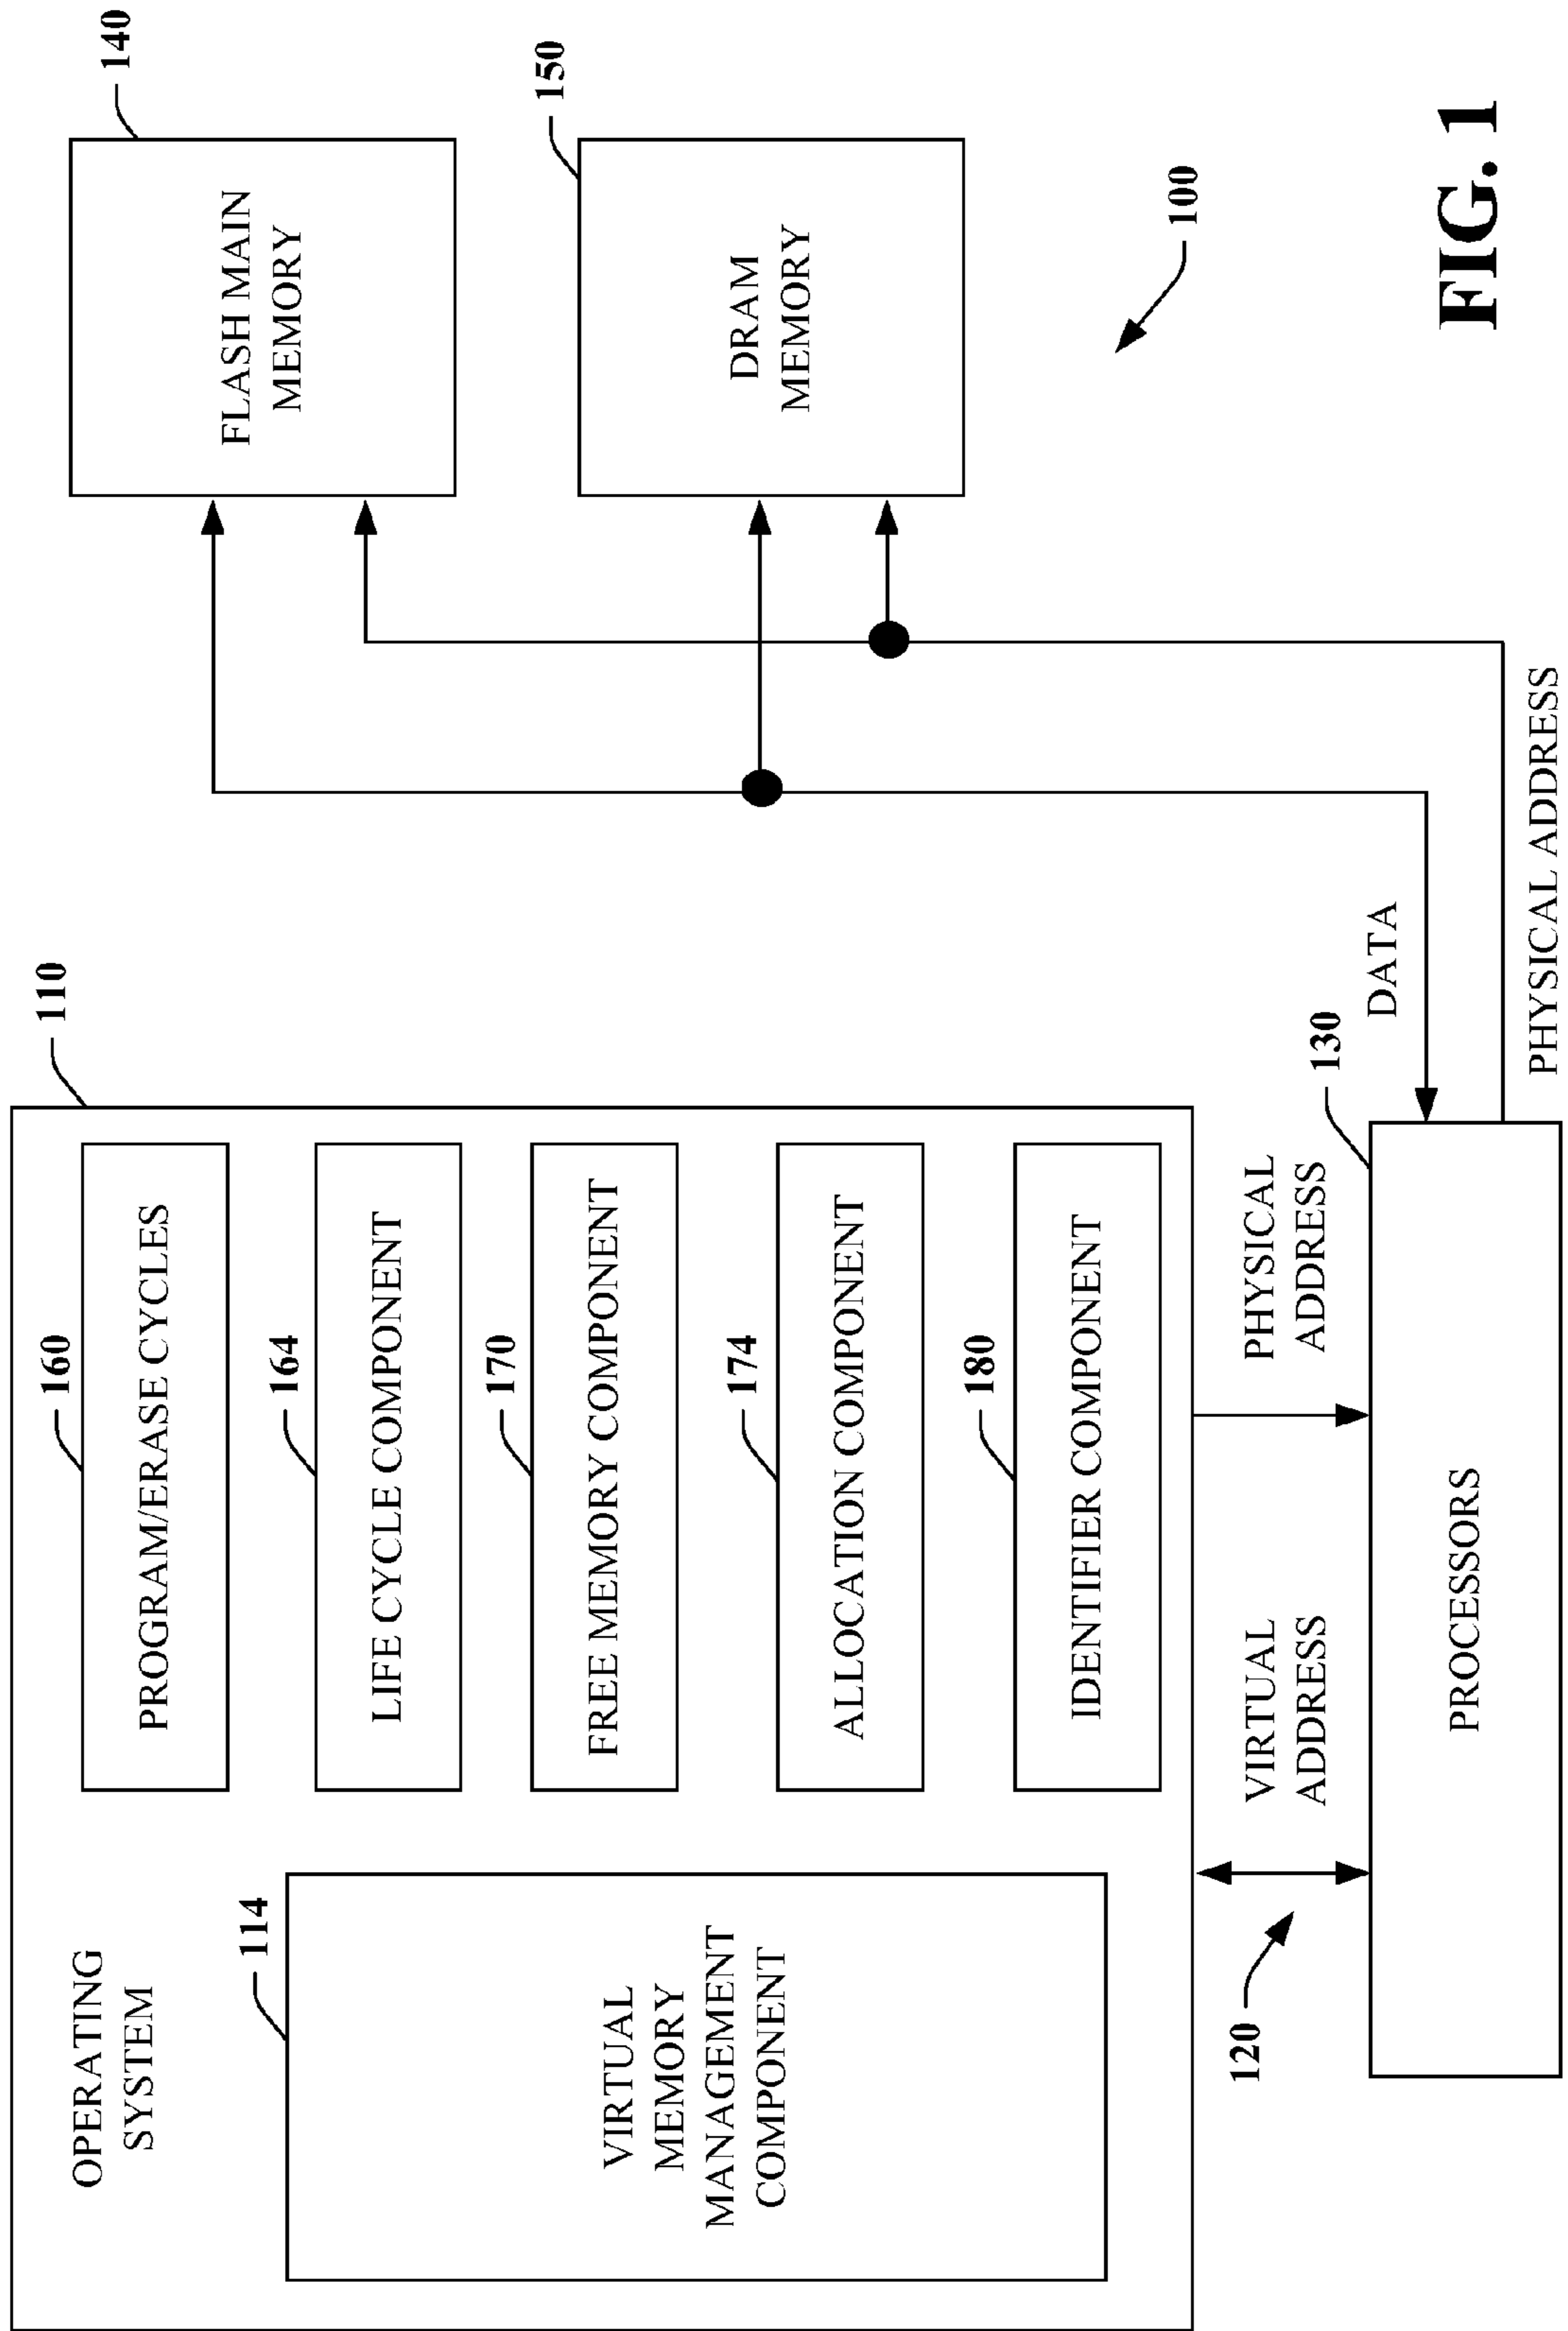 OPERATING
SYSTEM
110
114
VIRTUAL
MEMORY
MANAGEMENT
COMPONENT
160
PROGRAM/ERASE CYCLES
164
LIFE CYCLE COMPONENT
170
FREE MEMORY COMPONENT
174
ALLOCATION COMPONENT
180
IDENTIFIER COMPONENT
120
VIRTUAL
ADDRESS
PHYSICAL
ADDRESS
130
PROCESSORS
DATA
PHYSICAL ADDRESS
140
FLASH MAIN
MEMORY
150
DRAM
MEMORY
100
FIG. 1